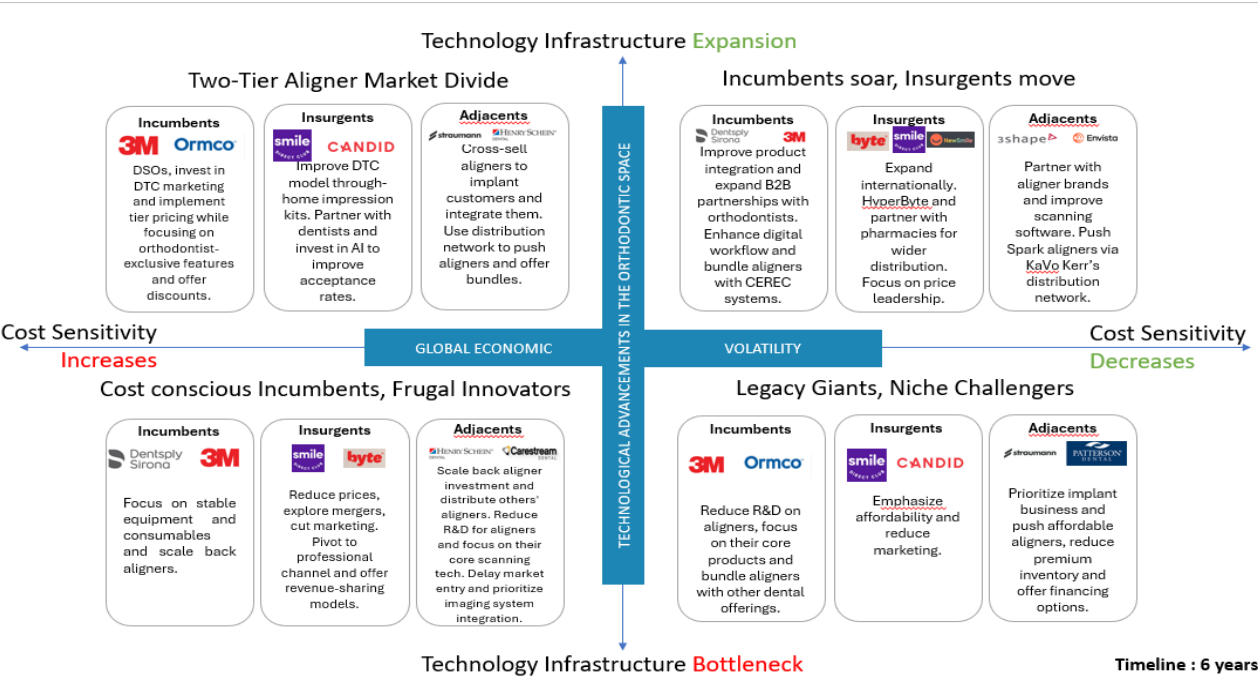 Technology Infrastructure Expansion
Two-Tier Aligner Market Divide
Incumbents
3M Ormco
DSOs, invest in
DTC marketing
and implement
tier pricing while
focusing on
orthodontist-
exclusive features
and offer
discounts.
Insurgents
smile
DIRECT CLUB
CANDID
Improve DTC
model through-
home impression
kits. Partner with
dentists and
invest in AI to
improve
acceptance
rates.
Adjacents
straumann HENRY SCHEIN
DENTAL
Cross-sell
aligners to
implant
customers and
integrate them.
Use distribution
network to push
aligners and offer
bundles.
Incumbents soar, Insurgents move
Incumbents
Dentsply
Sirona
3M
Improve product
integration and
expand B2B
partnerships with
orthodontists.
Enhance digital
workflow and
bundle aligners
with CEREC
systems.
Insurgents
byte
smile
DIRECT CLUB
NewSmile
Expand
internationally.
HyperByte and
partner with
pharmacies for
wider
distribution.
Focus on price
leadership.
Adjacents
3shape Envista
Partner with
aligner brands
and improve
scanning
software. Push
Spark aligners via
KaVo Kerr's
distribution
network.
TECHNOLOGICAL ADVANCEMENTS IN THE ORTHODONTIC SPACE
Cost Sensitivity
Increases
GLOBAL ECONOMIC
VOLATILITY
Cost Sensitivity
Decreases
Cost conscious Incumbents, Frugal Innovators
Incumbents
Dentsply
Sirona
3M
Focus on stable
equipment and
consumables
and scale back
aligners.
Insurgents
smile
DIRECT CLUB
byte
Reduce prices,
explore mergers,
cut marketing.
Pivot to
professional
channel and offer
revenue-sharing
models.
Adjacents
HENRY SCHEIN
DENTAL
Carestream
DENTAL
Scale back aligner
investment and
distribute others'
aligners. Reduce
R&D for aligners
and focus on their
core scanning
tech. Delay market
entry and prioritize
imaging system
integration.
Legacy Giants, Niche Challengers
Incumbents
3M Ormco
Reduce R&D on
aligners, focus
on their core
products and
bundle aligners
with other dental
offerings.
Insurgents
smile
DIRECT CLUB
CANDID
Emphasize
affordability and
reduce
marketing.
Adjacents
straumann
PATTERSON
DENTAL
Prioritize implant
business and
push affordable
aligners, reduce
premium
inventory and
offer financing
options.
Technology Infrastructure Bottleneck
Timeline : 6 years